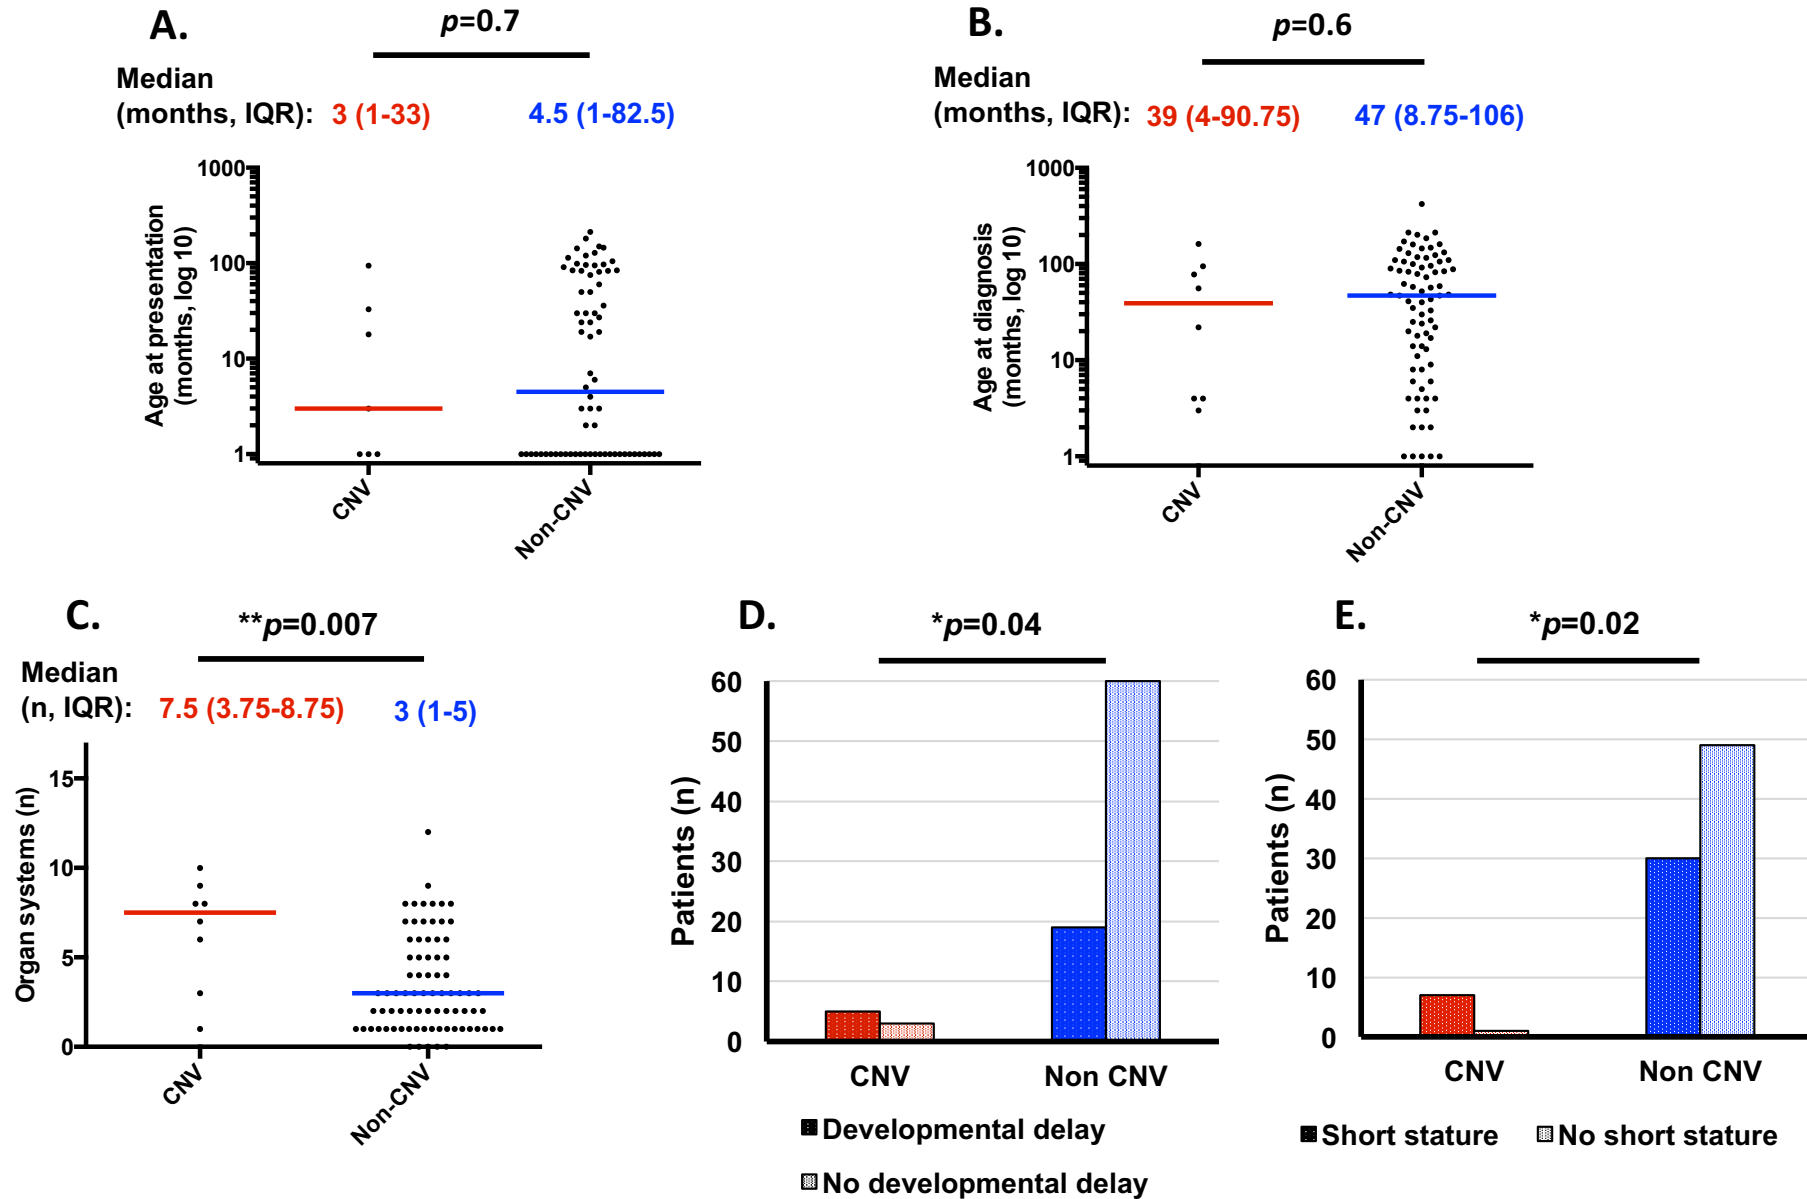 A.
p=0.7
Median
(months, IQR): 3 (1-33) 4.5 (1-82.5)
1000
100
10
1
Age at presentation
(months, log 10)
CNV
Non-CNV
B.
p=0.6
Median
(months, IQR): 39 (4-90.75) 47 (8.75-106)
1000
100
10
1
Age at diagnosis
(months, log 10)
CNV
Non-CNV
C.
**p=0.007
Median
(n, IQR): 7.5 (3.75-8.75) 3 (1-5)
15
10
5
0
Organ systems (n)
CNV
Non-CNV
D.
*p=0.04
60
50
40
30
20
10
0
Patients (n)
CNV Non CNV
Developmental delay
No developmental delay
E.
*p=0.02
60
50
40
30
20
10
0
Patients (n)
CNV Non CNV
Short stature No short stature